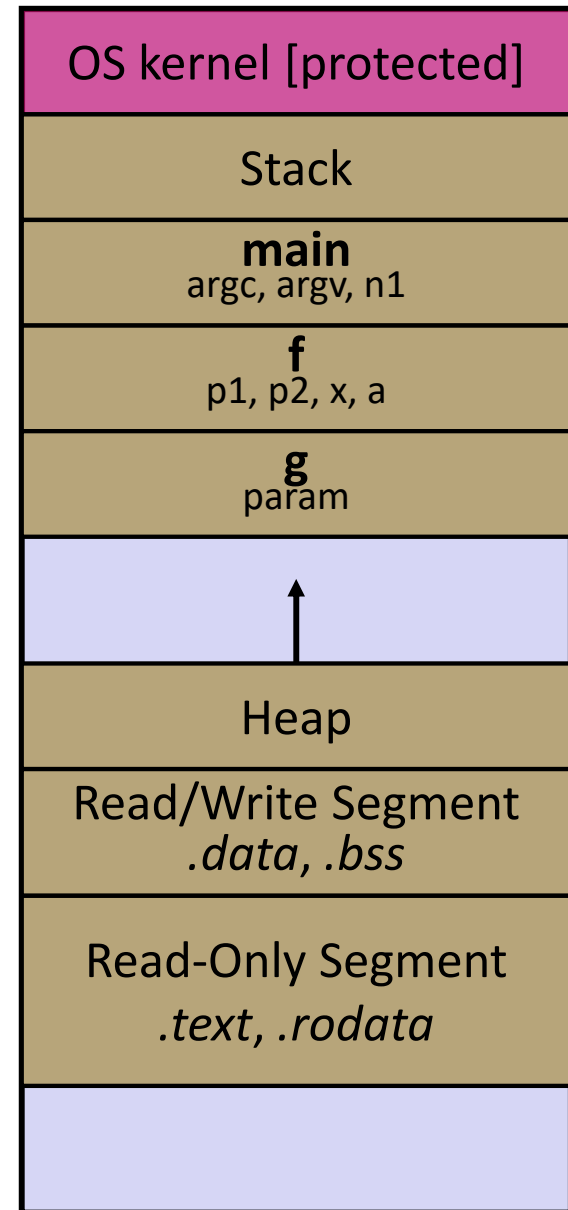 OS kernel [protected]
Stack
main
argc, argv, n1
f
p1, p2, x, a
g
param
Heap
Read/Write Segment
.data, .bss
Read-Only Segment
.text, .rodata